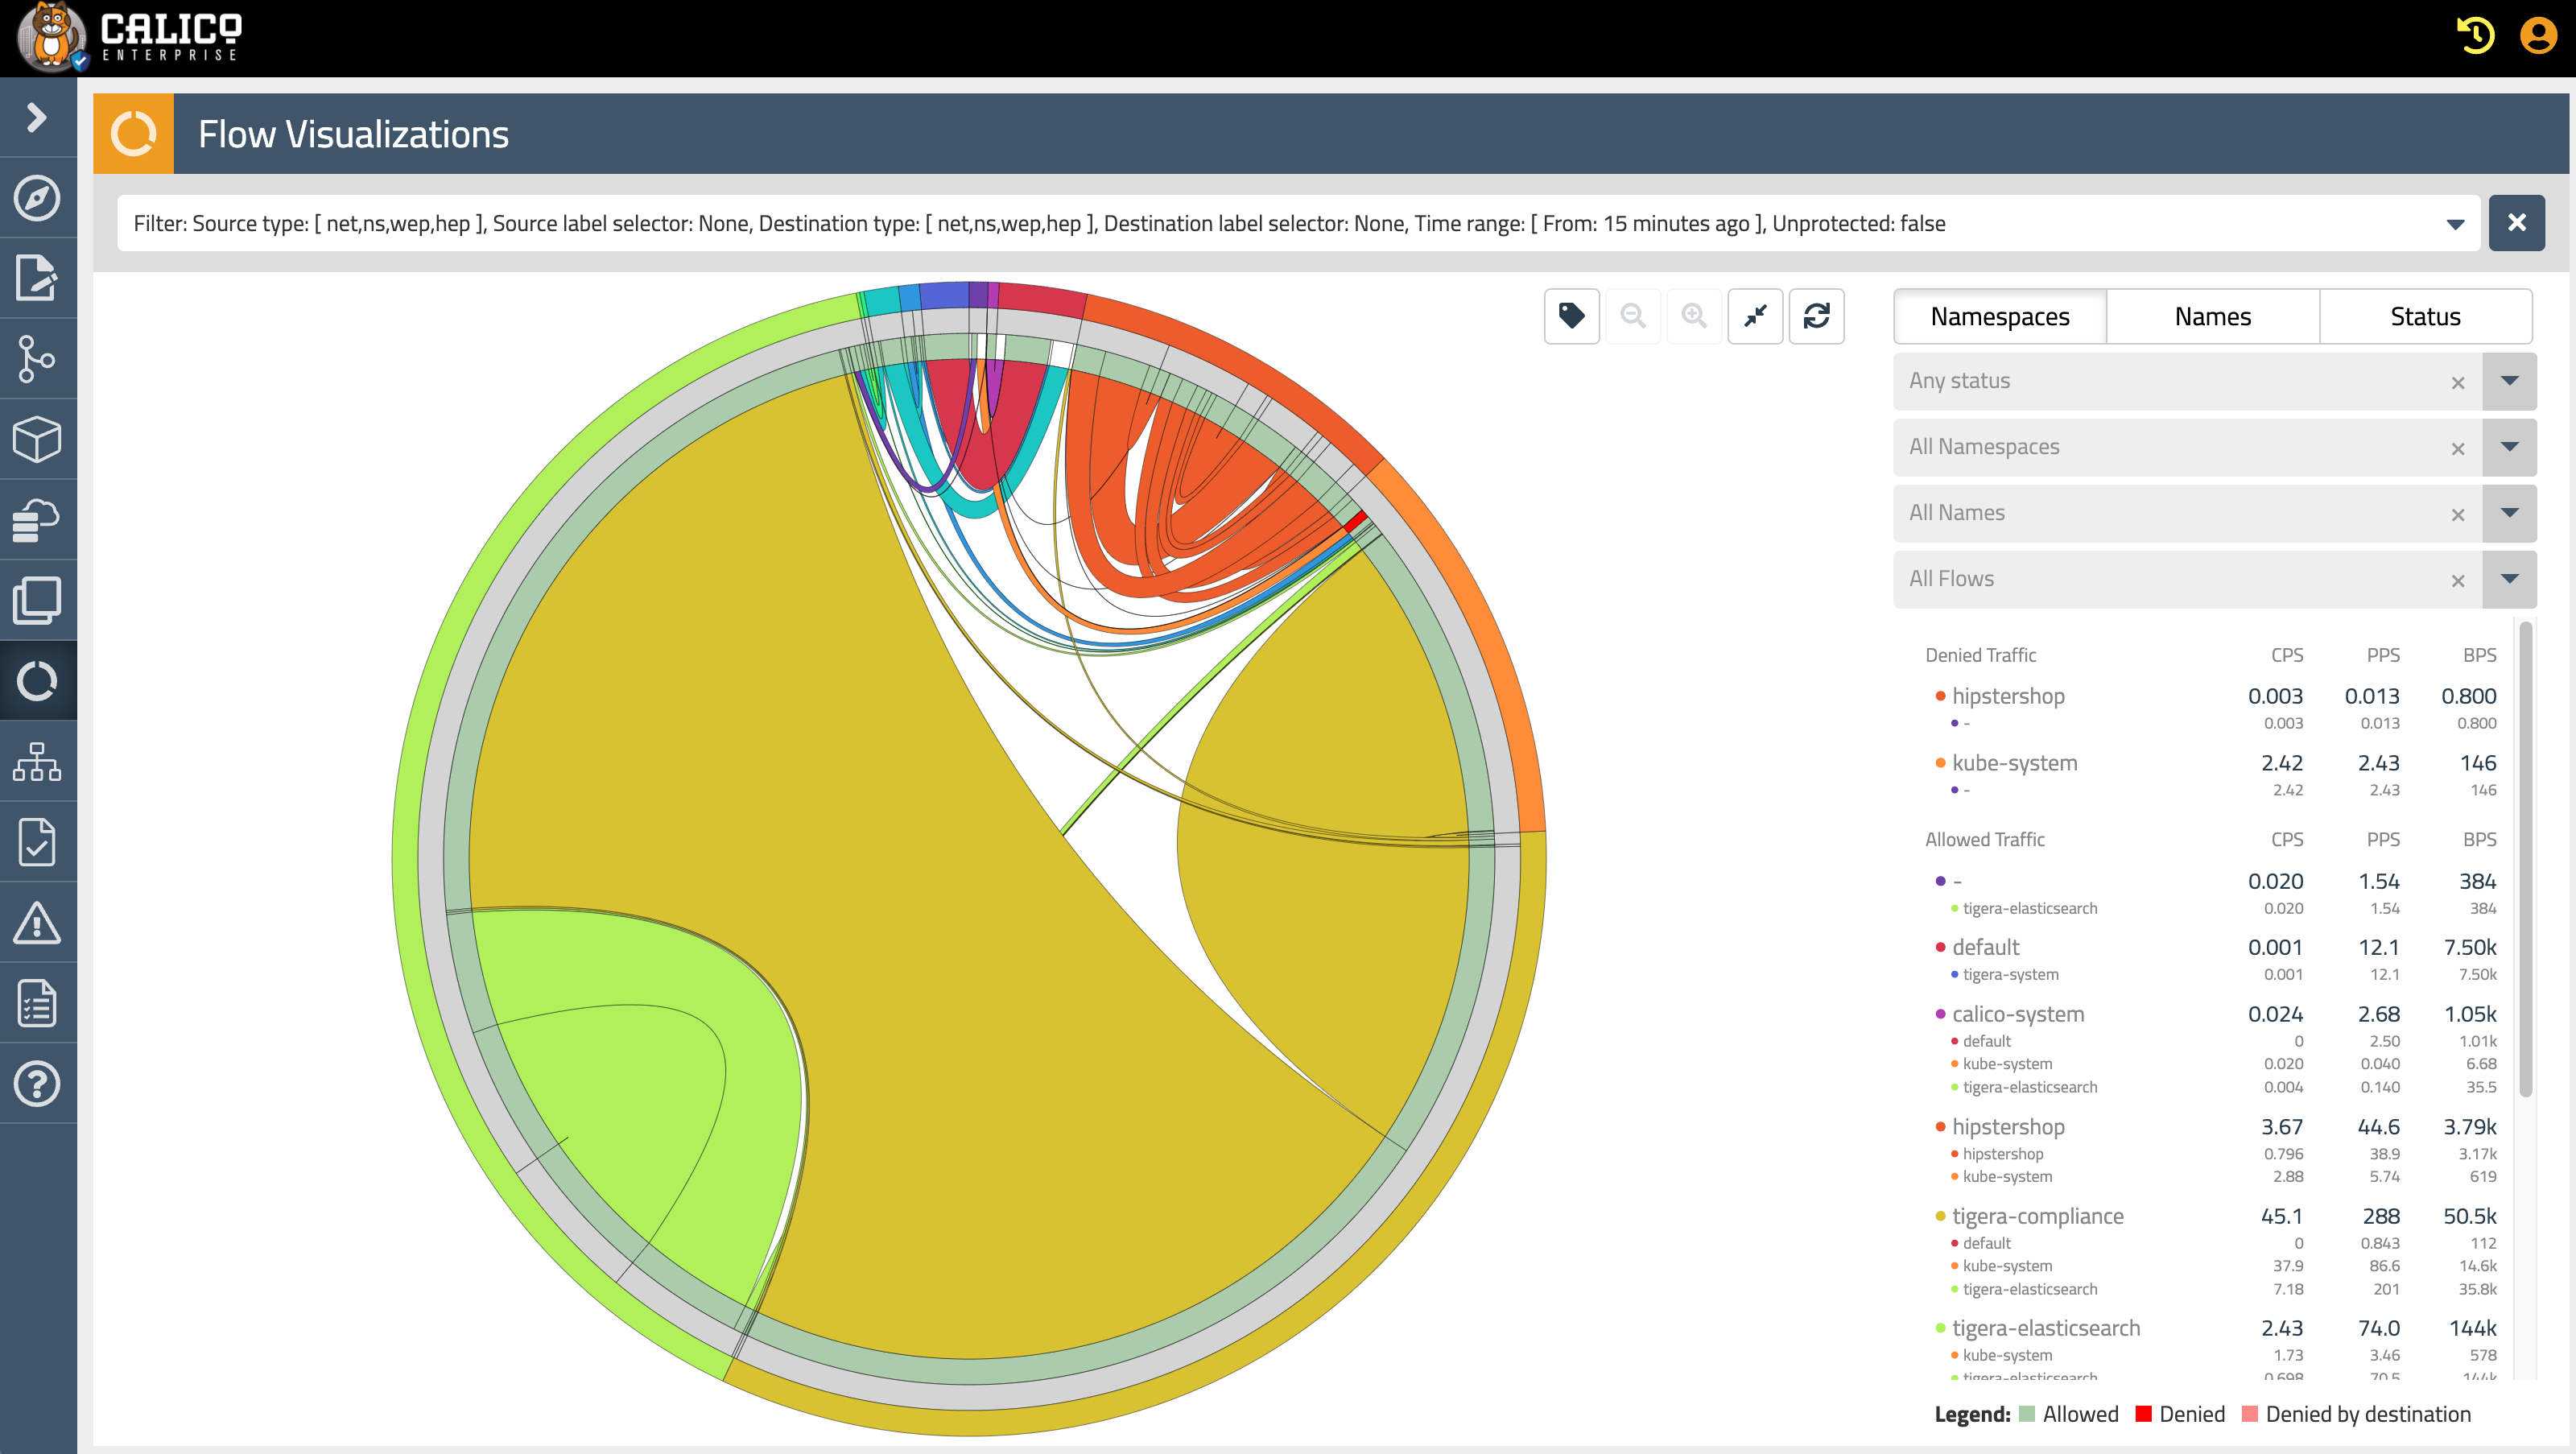 CALICO
ENTERPRISE
Flow Visualizations
Filter: Source type: [ net,ns,wep,hep ], Source label selector: None, Destination type: [ net,ns,wep,hep ], Destination label selector: None, Time range: [ From: 15 minutes ago ], Unprotected: false
Namespaces Names Status
Any status
All Namespaces
All Names
All Flows
Denied Traffic CPS PPS BPS
hipstershop 0.003 0.013 0.800
- 0.003 0.013 0.800
kube-system 2.42 2.43 146
- 2.42 2.43 146
Allowed Traffic CPS PPS BPS
- 0.020 1.54 384
tigera-elasticsearch 0.020 1.54 384
default 0.001 12.1 7.50k
tigera-system 0.001 12.1 7.50k
calico-system 0.024 2.68 1.05k
default 0 2.50 1.01k
kube-system 0.020 0.040 6.68
tigera-elasticsearch 0.004 0.140 35.5
hipstershop 3.67 44.6 3.79k
hipstershop 0.796 38.9 3.17k
kube-system 2.88 5.74 619
tigera-compliance 45.1 288 50.5k
default 0 0.843 112
kube-system 37.9 86.6 14.6k
tigera-elasticsearch 7.18 201 35.8k
tigera-elasticsearch 2.43 74.0 144k
kube-system 1.73 3.46 578
tigera-elasticsearch 0.698 70.5 144k
Legend: Allowed Denied Denied by destination